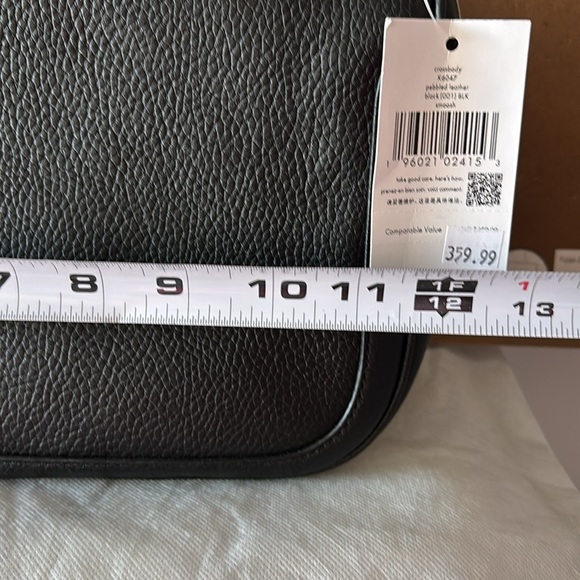 crossbody
K6047
pebbled leather
black (001) BLK
smoosh
1 96021 02415 3
take good care. here's how.
prenez-en bien soin. voici comment.
Comparable Value
359.99
7 8 9 10 11 1F 1
12 13